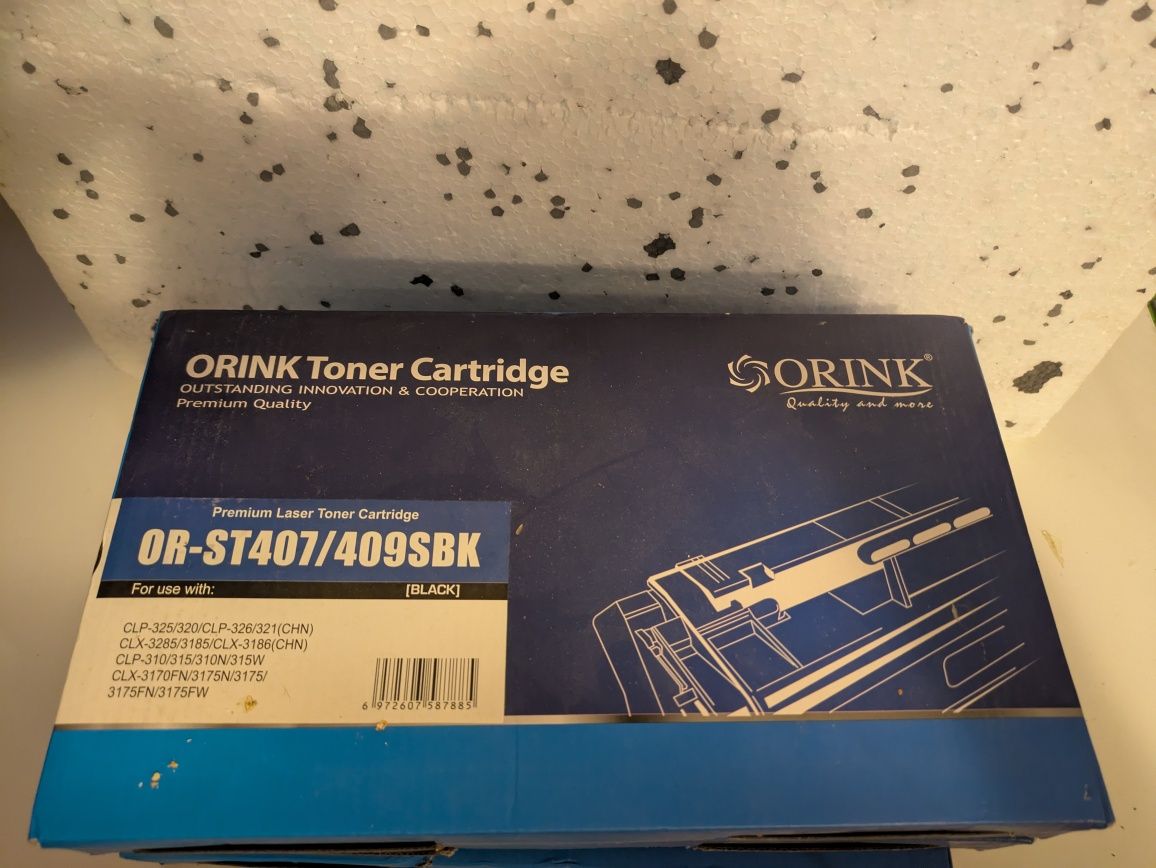 ORINK Toner Cartridge
OUTSTANDING INNOVATION & COOPERATION
Premium Quality
ORINK®
Quality and more
Premium Laser Toner Cartridge
OR-ST407/409SBK
For use with: [BLACK]
CLP-325/320/CLP-326/321(CHN)
CLX-3285/3185/CLX-3186(CHN)
CLP-310/315/310N/315W
CLX-3170FN/3175N/3175/
3175FN/3175FW
6 972607 587885